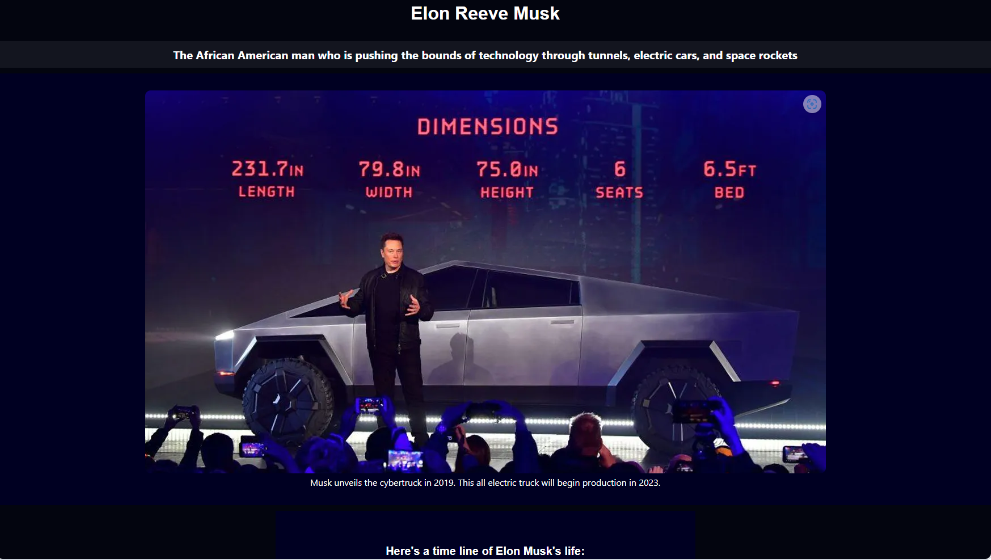 Elon Reeve Musk
The African American man who is pushing the bounds of technology through tunnels, electric cars, and space rockets
DIMENSIONS
231.7IN 79.8IN 75.0IN 6 6.5FT
LENGTH WIDTH HEIGHT SEATS BED
Musk unveils the cybertruck in 2019. This all electric truck will begin production in 2023.
Here's a time line of Elon Musk's life: